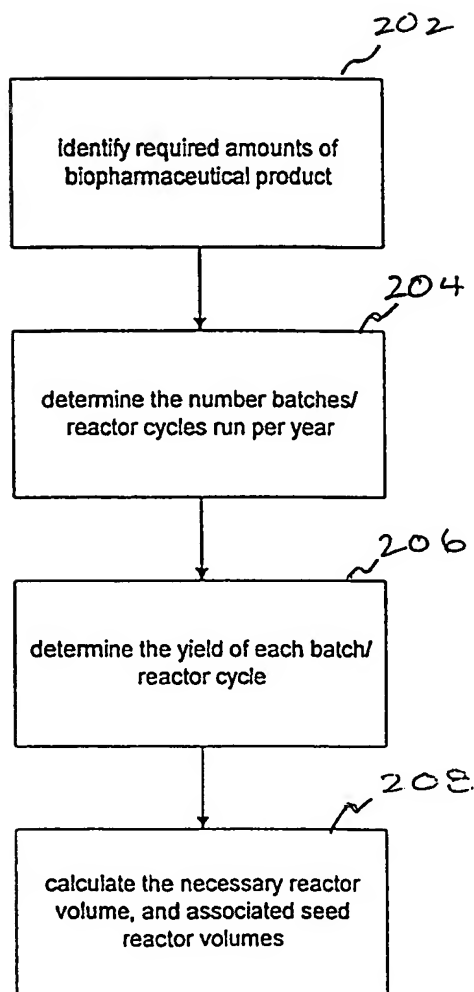 202
identify required amounts of
biopharmaceutical product
204
determine the number batches/
reactor cycles run per year
206
determine the yield of each batch/
reactor cycle
208
calculate the necessary reactor
volume, and associated seed
reactor volumes